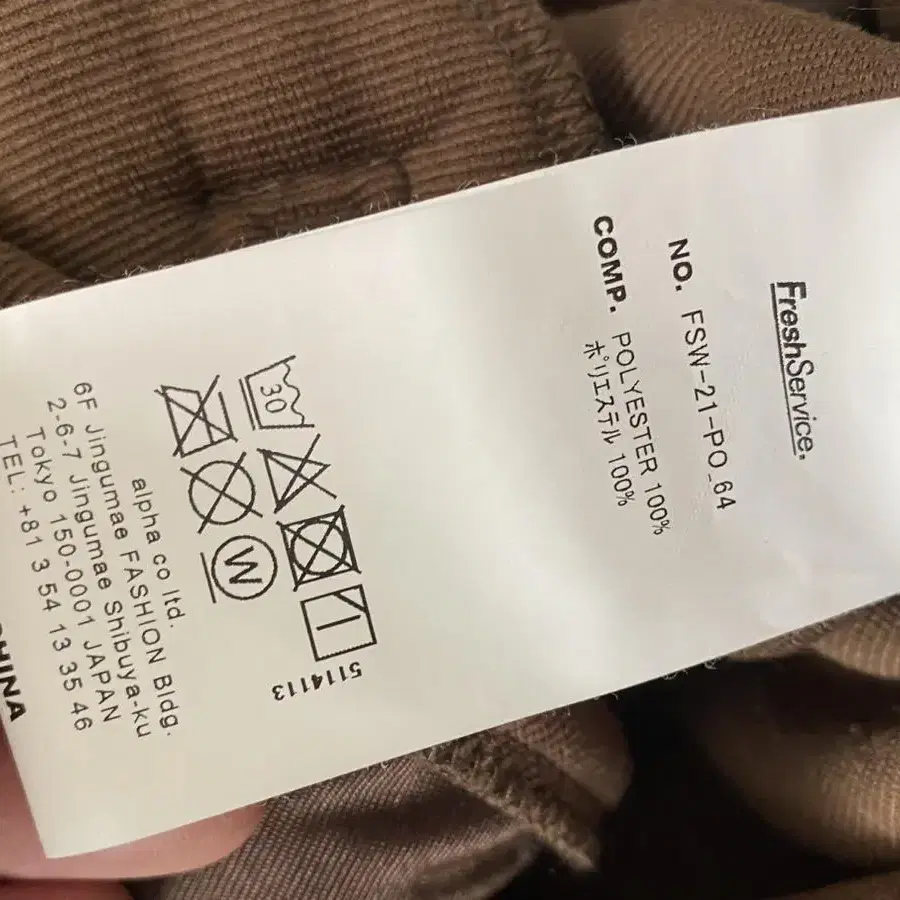 FreshService.
NO. FSW-21-PO_64
COMP. POLYESTER 100%
ポリエステル 100%
30
W
5114113
alpha co ltd.
6F Jingumae FASHION Bldg.
2-6-7 Jingumae Shibuya-ku
Tokyo 150-0001 JAPAN
TEL: +81 3 54 13 35 46